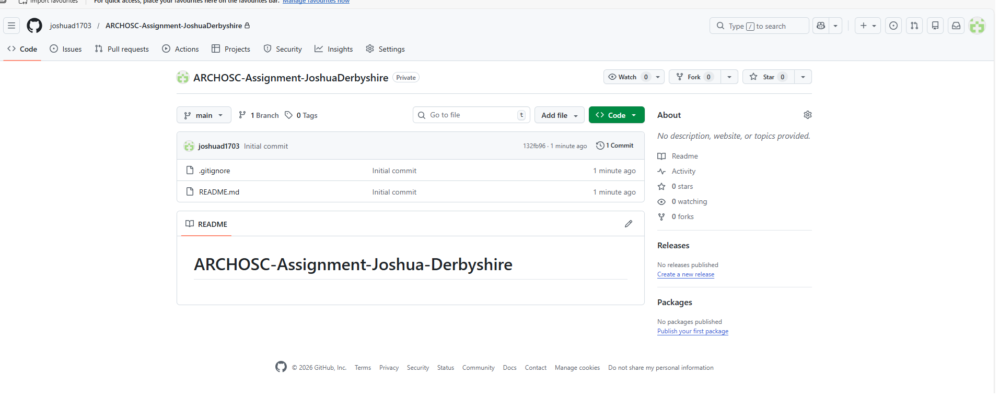 Import favourites For quick access, place your favourites here on the favourites bar. Manage favourites now
joshuad1703 / ARCHOSC-Assignment-JoshuaDerbyshire Type / to search
Code Issues Pull requests Actions Projects Security Insights Settings
ARCHOSC-Assignment-JoshuaDerbyshire Private Watch 0 Fork 0 Star 0
main 1 Branch 0 Tags Go to file t Add file Code
joshuad1703 Initial commit 132fb96 · 1 minute ago 1 Commit
.gitignore Initial commit 1 minute ago
README.md Initial commit 1 minute ago
README
ARCHOSC-Assignment-Joshua-Derbyshire
About
No description, website, or topics provided.
Readme
Activity
0 stars
0 watching
0 forks
Releases
No releases published
Create a new release
Packages
No packages published
Publish your first package
© 2026 GitHub, Inc. Terms Privacy Security Status Community Docs Contact Manage cookies Do not share my personal information